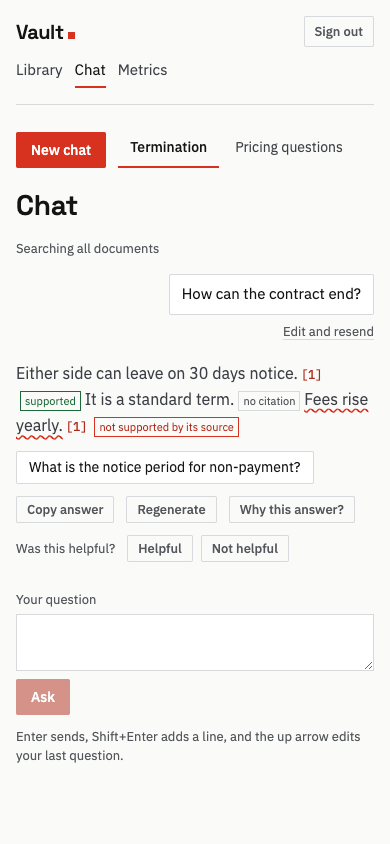 Vault
Sign out
Library Chat Metrics
New chat Termination Pricing questions
Chat
Searching all documents
How can the contract end?
Edit and resend
Either side can leave on 30 days notice. [1]
supported It is a standard term. no citation Fees rise
yearly. [1] not supported by its source
What is the notice period for non-payment?
Copy answer Regenerate Why this answer?
Was this helpful? Helpful Not helpful
Your question
Ask
Enter sends, Shift+Enter adds a line, and the up arrow edits
your last question.